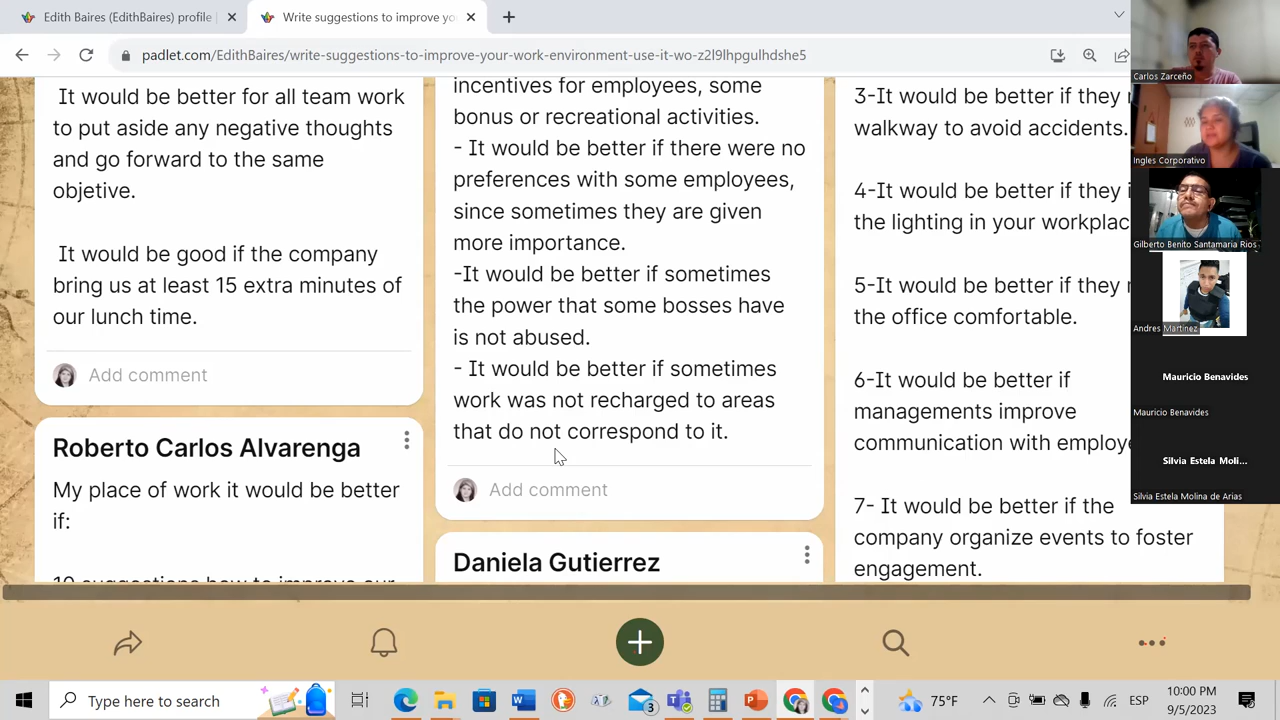 Edith Baires (EdithBaires) profile
Write suggestions to improve yo
padlet.com/EdithBaires/write-suggestions-to-improve-your-work-environment-use-it-wo-z2l9lhpgulhdshe5
It would be better for all team work
to put aside any negative thoughts
and go forward to the same
objetive.
It would be good if the company
bring us at least 15 extra minutes of
our lunch time.
Add comment
Roberto Carlos Alvarenga
My place of work it would be better
if:
10 suggestions how to improve our
incentives for employees, some
bonus or recreational activities.
- It would be better if there were no
preferences with some employees,
since sometimes they are given
more importance.
-It would be better if sometimes
the power that some bosses have
is not abused.
- It would be better if sometimes
work was not recharged to areas
that do not correspond to it.
Add comment
Daniela Gutierrez
3-It would be better if they
walkway to avoid accidents.
4-It would be better if they
the lighting in your workplac
5-It would be better if they
the office comfortable.
6-It would be better if
managements improve
communication with employe
7- It would be better if the
company organize events to foster
engagement.
Carlos Zarceño
Ingles Corporativo
Gilberto Benito Santamaria Rios
Andres Martinez
Mauricio Benavides
Mauricio Benavides
Silvia Estela Moli...
Silvia Estela Molina de Arias
Type here to search
3
75°F
ESP
10:00 PM
9/5/2023